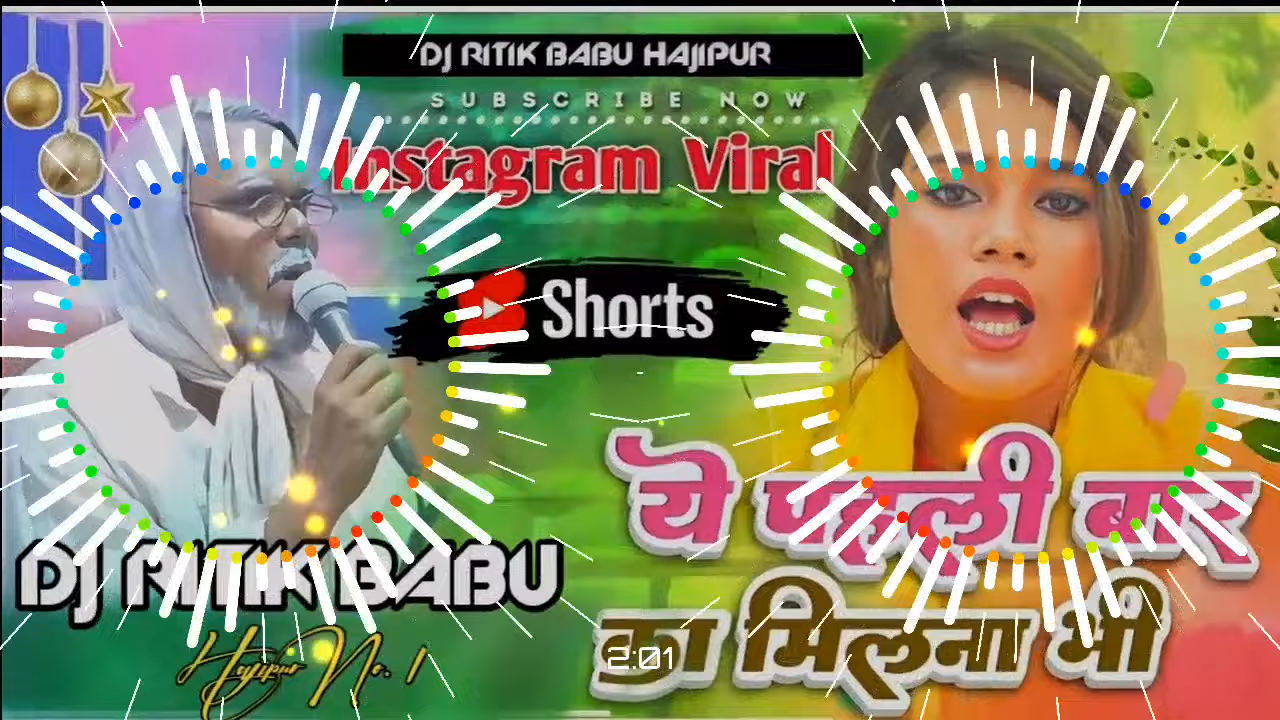 DJ RITIK BABU HAJIPUR
SUBSCRIBE NOW
Instagram Viral
Shorts
ये पहली बार
का मिलना भी
DJ RITIK BABU
Hajipur No. 1
2:01